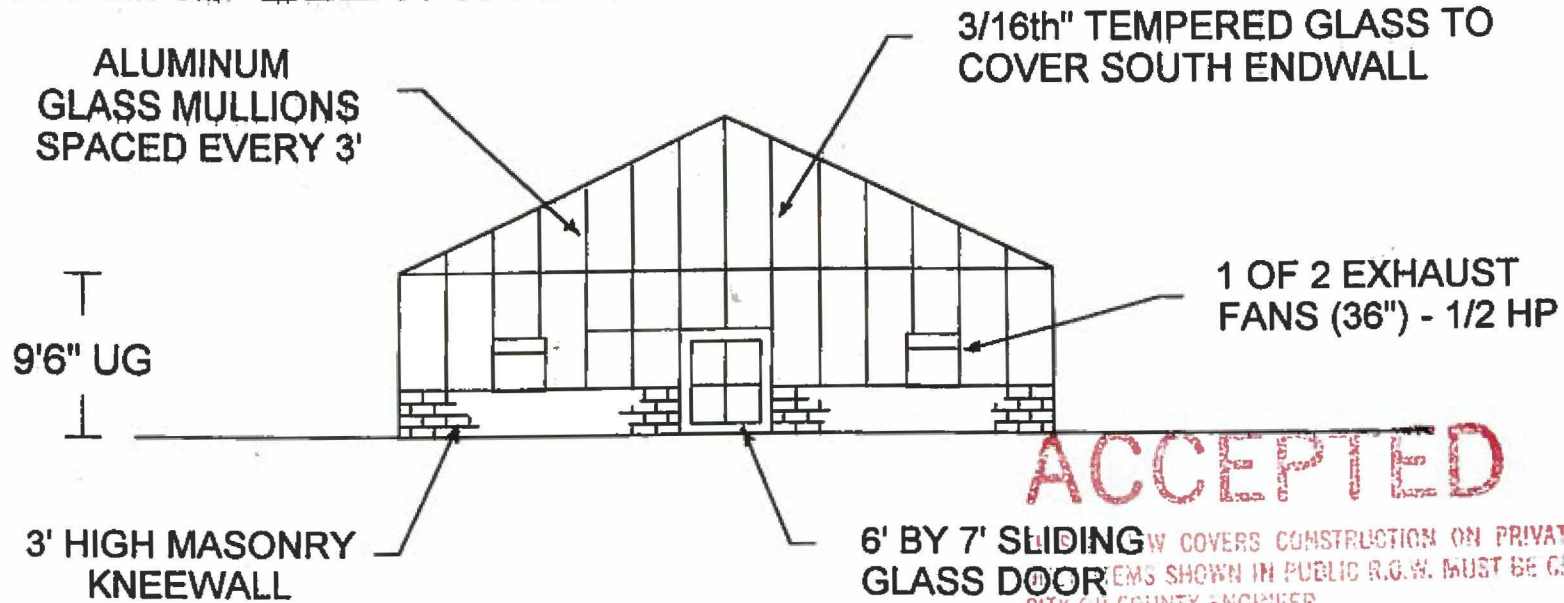 ALUMINUM
GLASS MULLIONS
SPACED EVERY 3'
3/16th" TEMPERED GLASS TO
COVER SOUTH ENDWALL
9'6" UG
1 OF 2 EXHAUST
FANS (36") - 1/2 HP
3' HIGH MASONRY
KNEEWALL
6' BY 7' SLIDING
GLASS DOOR
ACCEPTED
COVERS CONSTRUCTION ON
SHOWN IN PUBLIC R.O.W. MUST BE
COUNTY ENGINEER